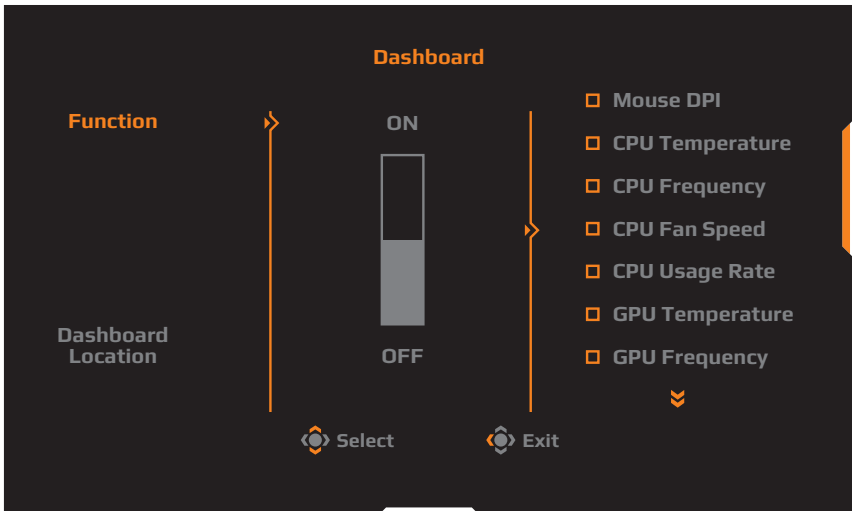 Dashboard
Function
ON
OFF
Dashboard
Location
Mouse DPI
CPU Temperature
CPU Frequency
CPU Fan Speed
CPU Usage Rate
GPU Temperature
GPU Frequency
Select
Exit